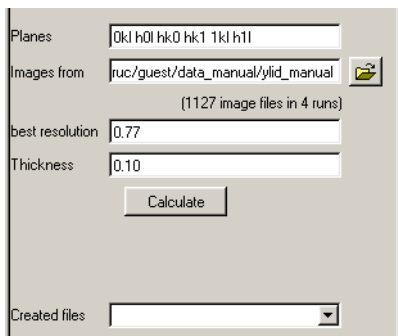 Planes 0kl h0l hk0 hk1 1kl h1l
Images from ruc/guest/data_manual/ylid_manual
(1127 image files in 4 runs)
best resolution 0.77
Thickness 0.10
Calculate
Created files